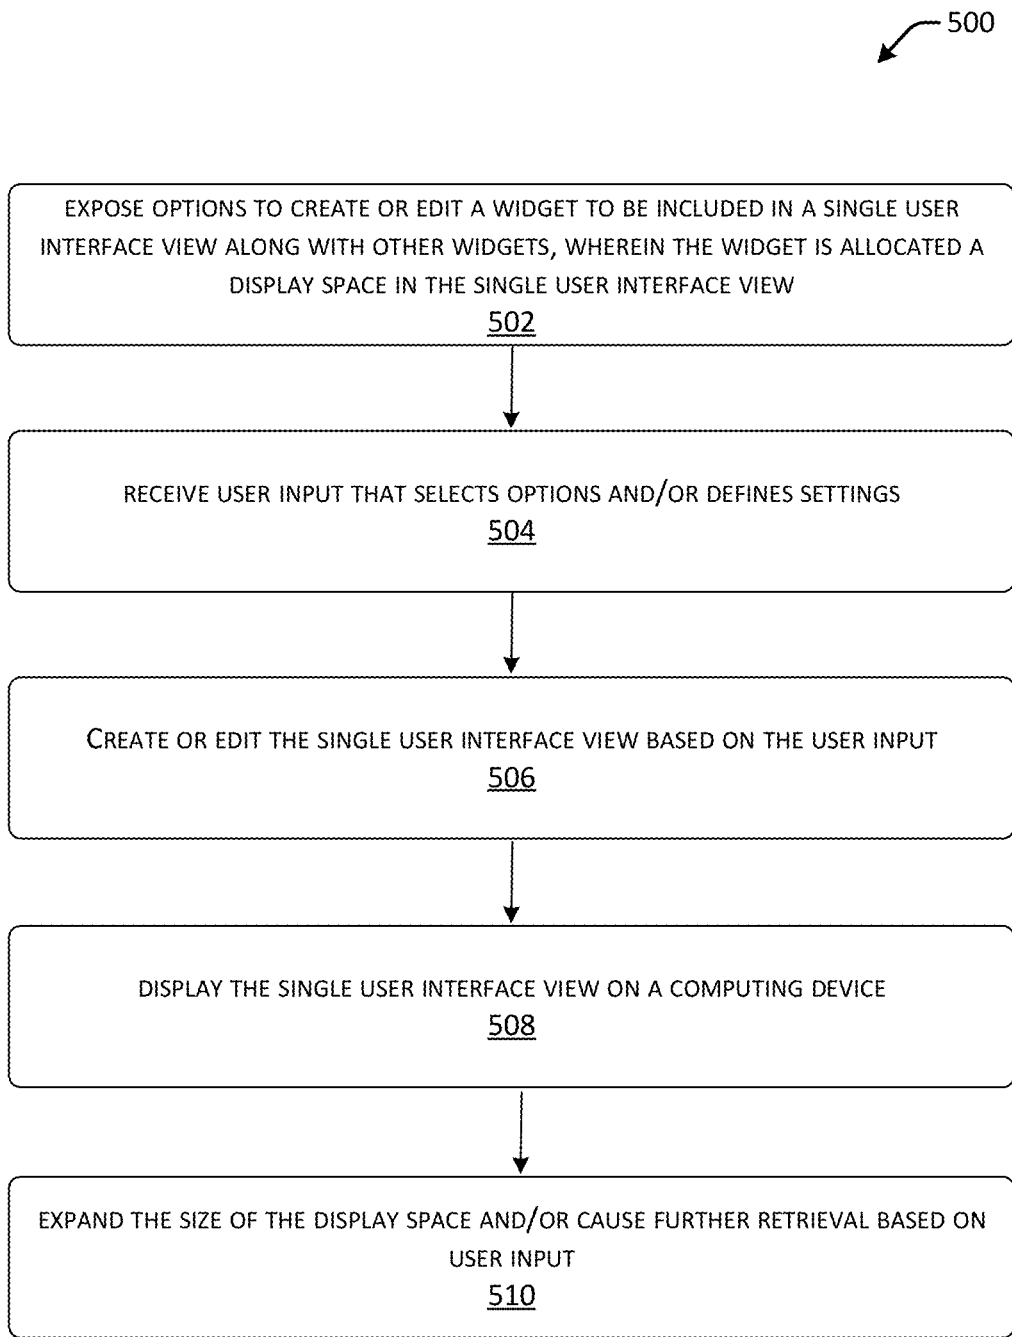 500
EXPOSE OPTIONS TO CREATE OR EDIT A WIDGET TO BE INCLUDED IN A SINGLE USER
INTERFACE VIEW ALONG WITH OTHER WIDGETS, WHEREIN THE WIDGET IS ALLOCATED A
DISPLAY SPACE IN THE SINGLE USER INTERFACE VIEW
502
RECEIVE USER INPUT THAT SELECTS OPTIONS AND/OR DEFINES SETTINGS
504
CREATE OR EDIT THE SINGLE USER INTERFACE VIEW BASED ON THE USER INPUT
506
DISPLAY THE SINGLE USER INTERFACE VIEW ON A COMPUTING DEVICE
508
EXPAND THE SIZE OF THE DISPLAY SPACE AND/OR CAUSE FURTHER RETRIEVAL BASED ON
USER INPUT
510